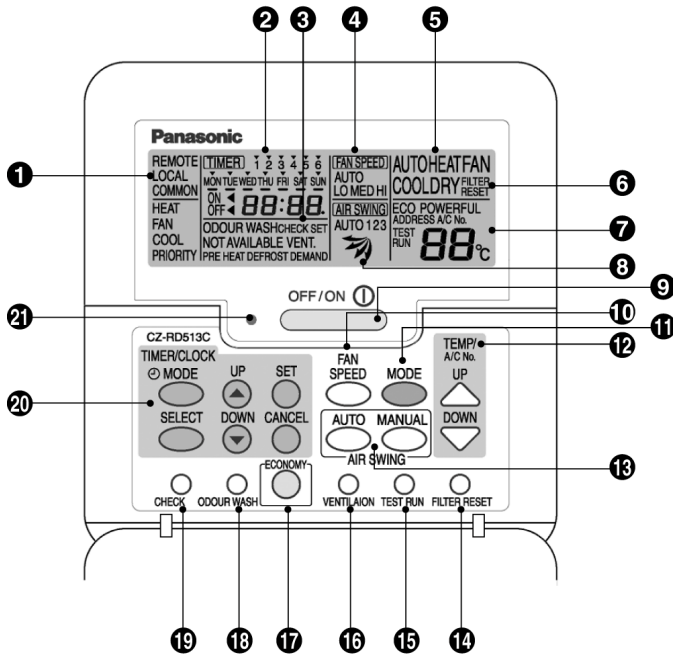 2 3 4 5
Panasonic
1
REMOTE
LOCAL
COMMON
HEAT
FAN
COOL
PRIORITY
TIMER 1 2 3 4 5 6
MON TUE WED THU FRI SAT SUN
ON
OFF
88:88.
ODOUR WASH CHECK SET
NOT AVAILABLE VENT.
PRE HEAT DEFROST DEMAND
FAN SPEED
AUTO
LO MED HI
AIR SWING
AUTO 1 2 3
AUTO HEAT FAN
COOL DRY FILTER
RESET
ECO POWERFUL
ADDRESS A/C No.
TEST
RUN
88°C
6
7
8
9
10
11
12
OFF/ON
21
CZ-RD513C
TIMER/CLOCK
MODE UP SET
SELECT DOWN CANCEL
20
FAN
SPEED
MODE
TEMP/
A/C No.
UP
DOWN
AUTO MANUAL
AIR SWING
13
ECONOMY
CHECK ODOUR WASH VENTILAION TEST RUN FILTER RESET
19 18 17 16 15 14